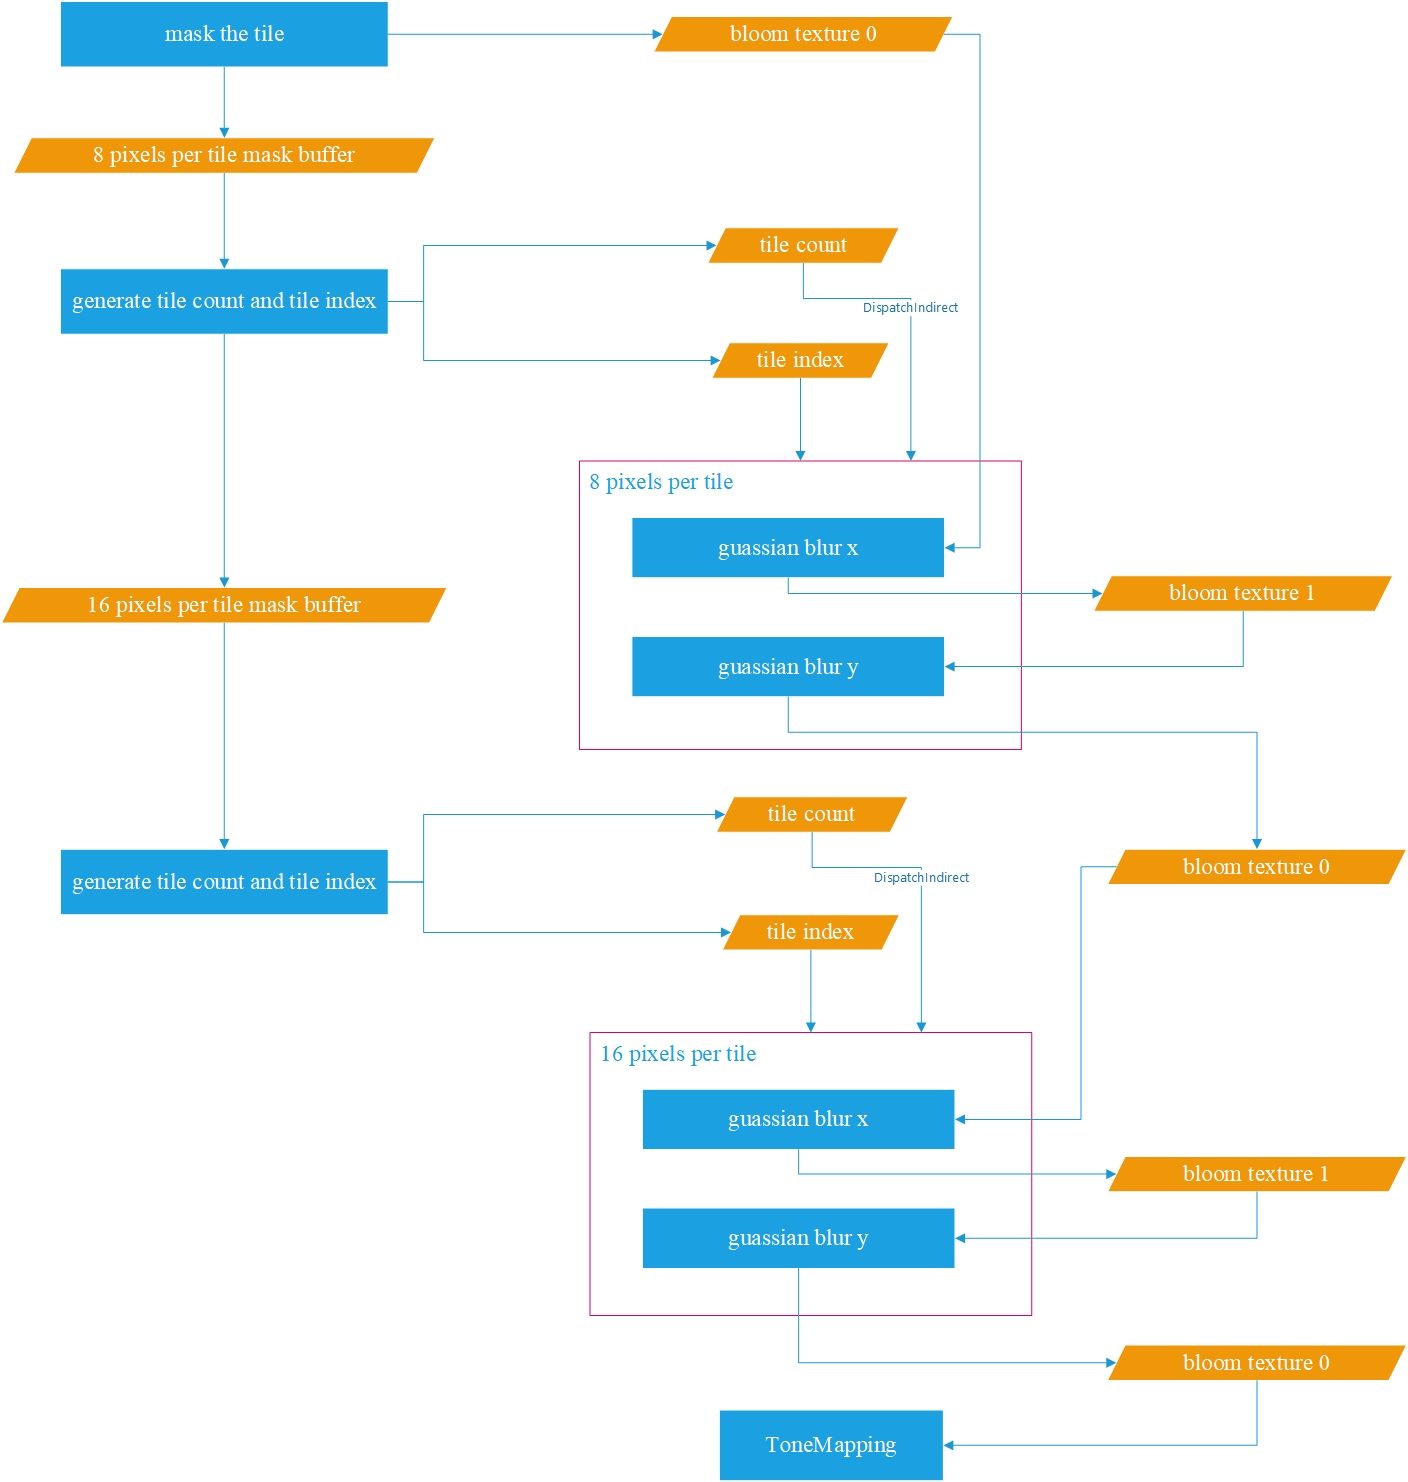 mask the tile
bloom texture 0
8 pixels per tile mask buffer
tile count
generate tile count and tile index
DispatchIndirect
tile index
8 pixels per tile
guassian blur x
bloom texture 1
16 pixels per tile mask buffer
guassian blur y
tile count
bloom texture 0
generate tile count and tile index
DispatchIndirect
tile index
16 pixels per tile
guassian blur x
bloom texture 1
guassian blur y
bloom texture 0
ToneMapping